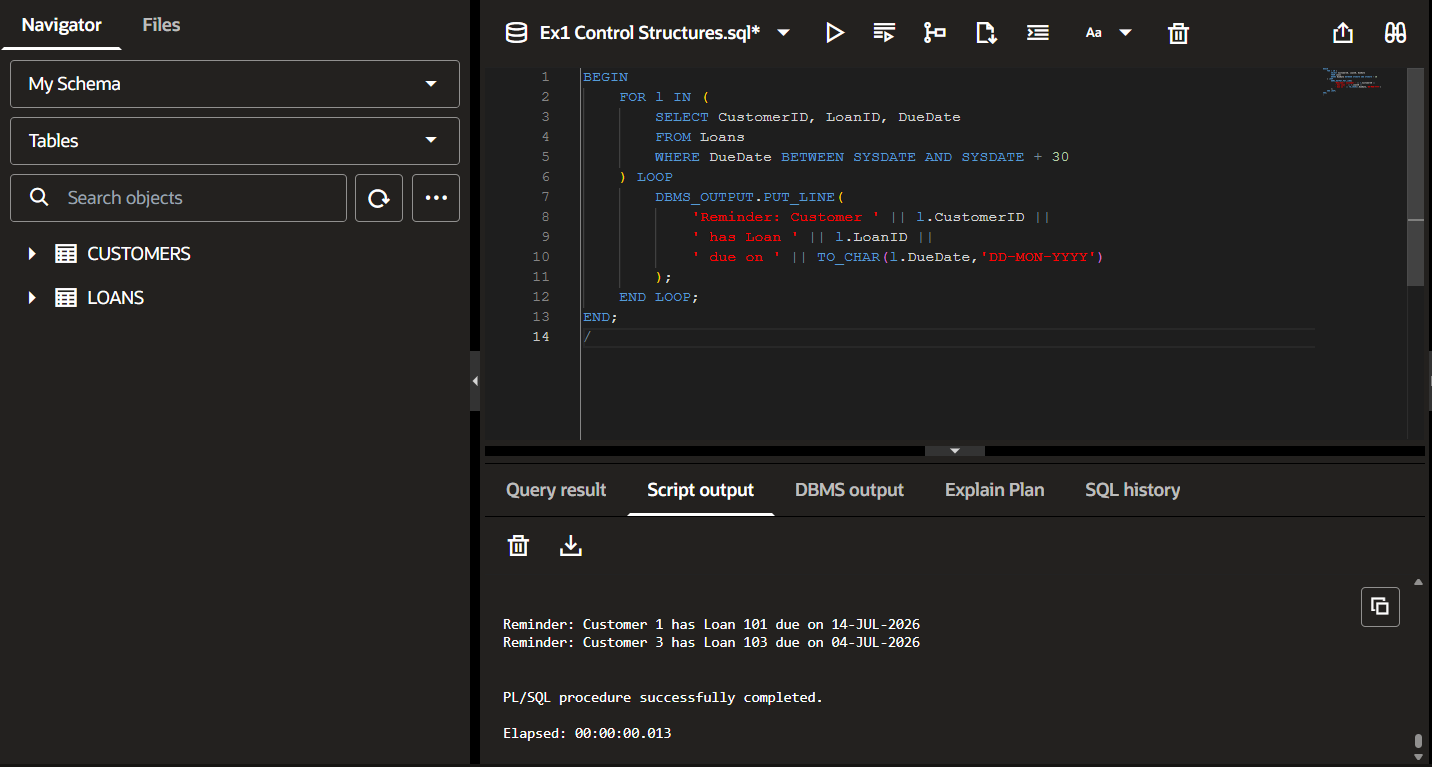 Navigator Files
My Schema
Tables
Search objects
CUSTOMERS
LOANS
Ex1 Control Structures.sql*
Aa
1 BEGIN
2     FOR l IN (
3         SELECT CustomerID, LoanID, DueDate
4         FROM Loans
5         WHERE DueDate BETWEEN SYSDATE AND SYSDATE + 30
6     ) LOOP
7         DBMS_OUTPUT.PUT_LINE(
8             'Reminder: Customer ' || l.CustomerID ||
9             ' has Loan ' || l.LoanID ||
10             ' due on ' || TO_CHAR(l.DueDate,'DD-MON-YYYY')
11         );
12     END LOOP;
13 END;
14 /
Query result Script output DBMS output Explain Plan SQL history
Reminder: Customer 1 has Loan 101 due on 14-JUL-2026
Reminder: Customer 3 has Loan 103 due on 04-JUL-2026
PL/SQL procedure successfully completed.
Elapsed: 00:00:00.013